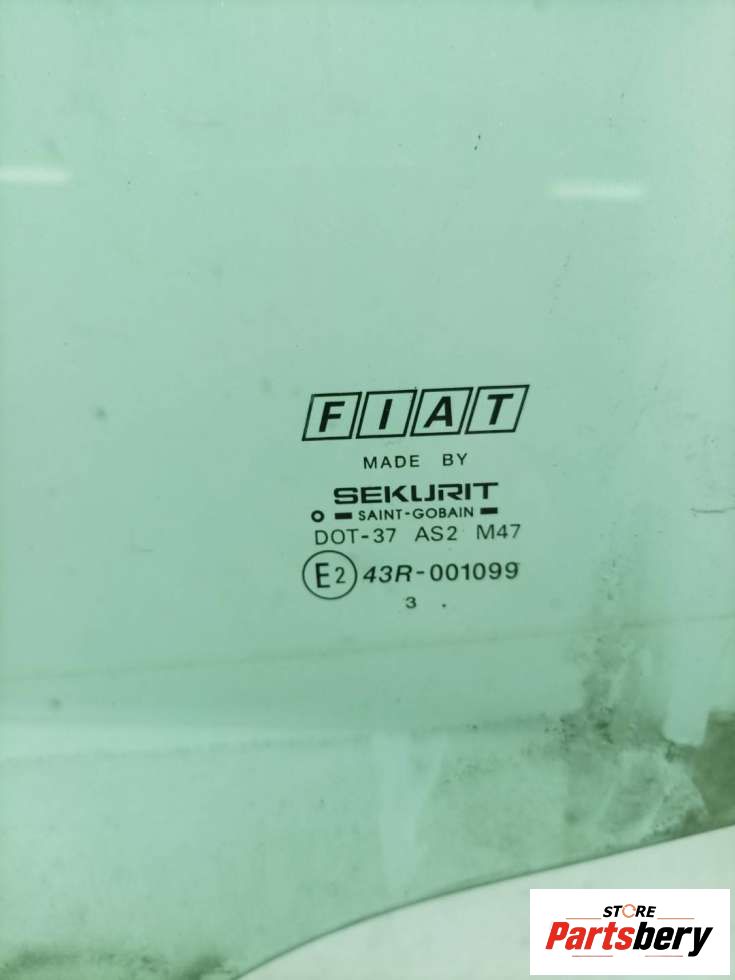 FIAT
MADE BY
SEKURIT
SAINT-GOBAIN
DOT-37 AS2 M47
E2 43R-001099
3 .
STORE
Partsbery